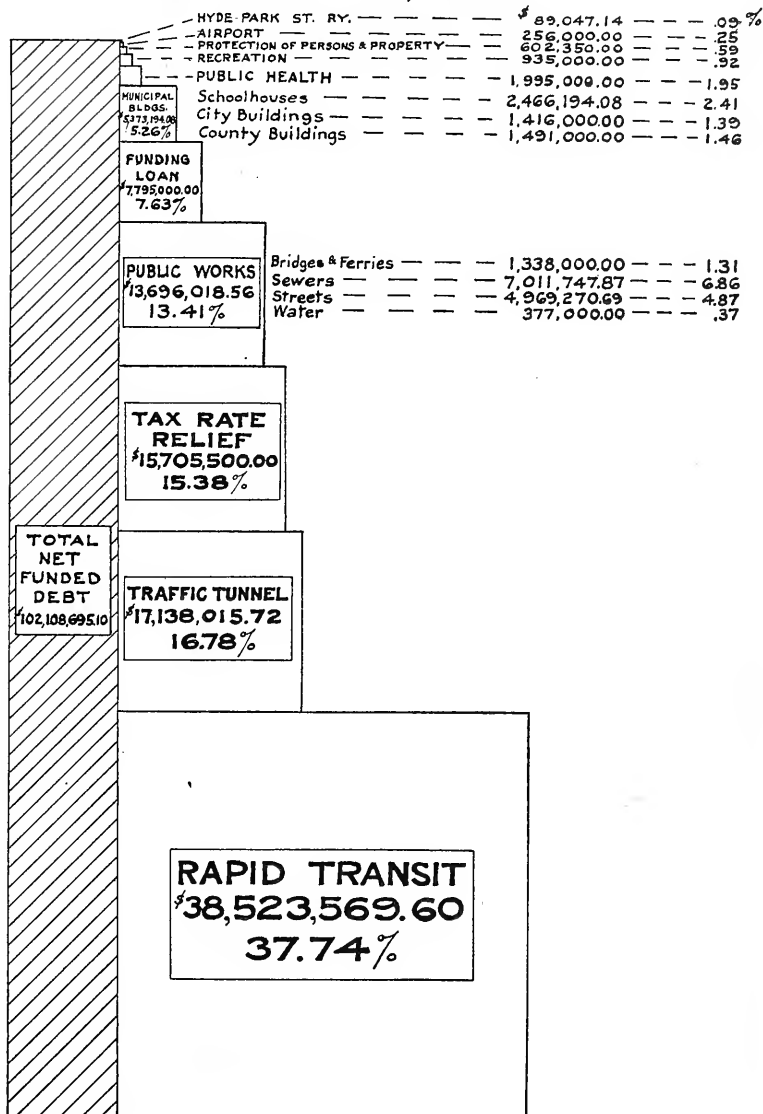 HYDE PARK ST. RY. — — — $ 89,047.14 — — — .09 %
AIRPORT — — — — — 256,000.00 — — .25
PROTECTION OF PERSONS & PROPERTY — — 602,350.00 — — .59
RECREATION — — — — — 935,000.00 — — .92
PUBLIC HEALTH — — — — 1,995,000.00 — — — 1.95
MUNICIPAL
BLDGS.
$5,373,194.08
5.26%
Schoolhouses — — — — 2,466,194.08 — — 2.41
City Buildings — — — — 1,416,000.00 — — — 1.39
County Buildings — — — — 1,491,000.00 — — — 1.46
FUNDING
LOAN
$7,795,000.00
7.63%
PUBLIC WORKS
$13,696,018.56
13.41%
Bridges & Ferries — — — 1,338,000.00 — — — 1.31
Sewers — — — — — 7,011,747.87 — — — 6.86
Streets — — — — — 4,969,270.69 — — — 4.87
Water — — — — — 377,000.00 — — — .37
TAX RATE
RELIEF
$15,705,500.00
15.38%
TOTAL
NET
FUNDED
DEBT
$102,108,695.10
TRAFFIC TUNNEL
$17,138,015.72
16.78%
RAPID TRANSIT
$38,523,569.60
37.74%